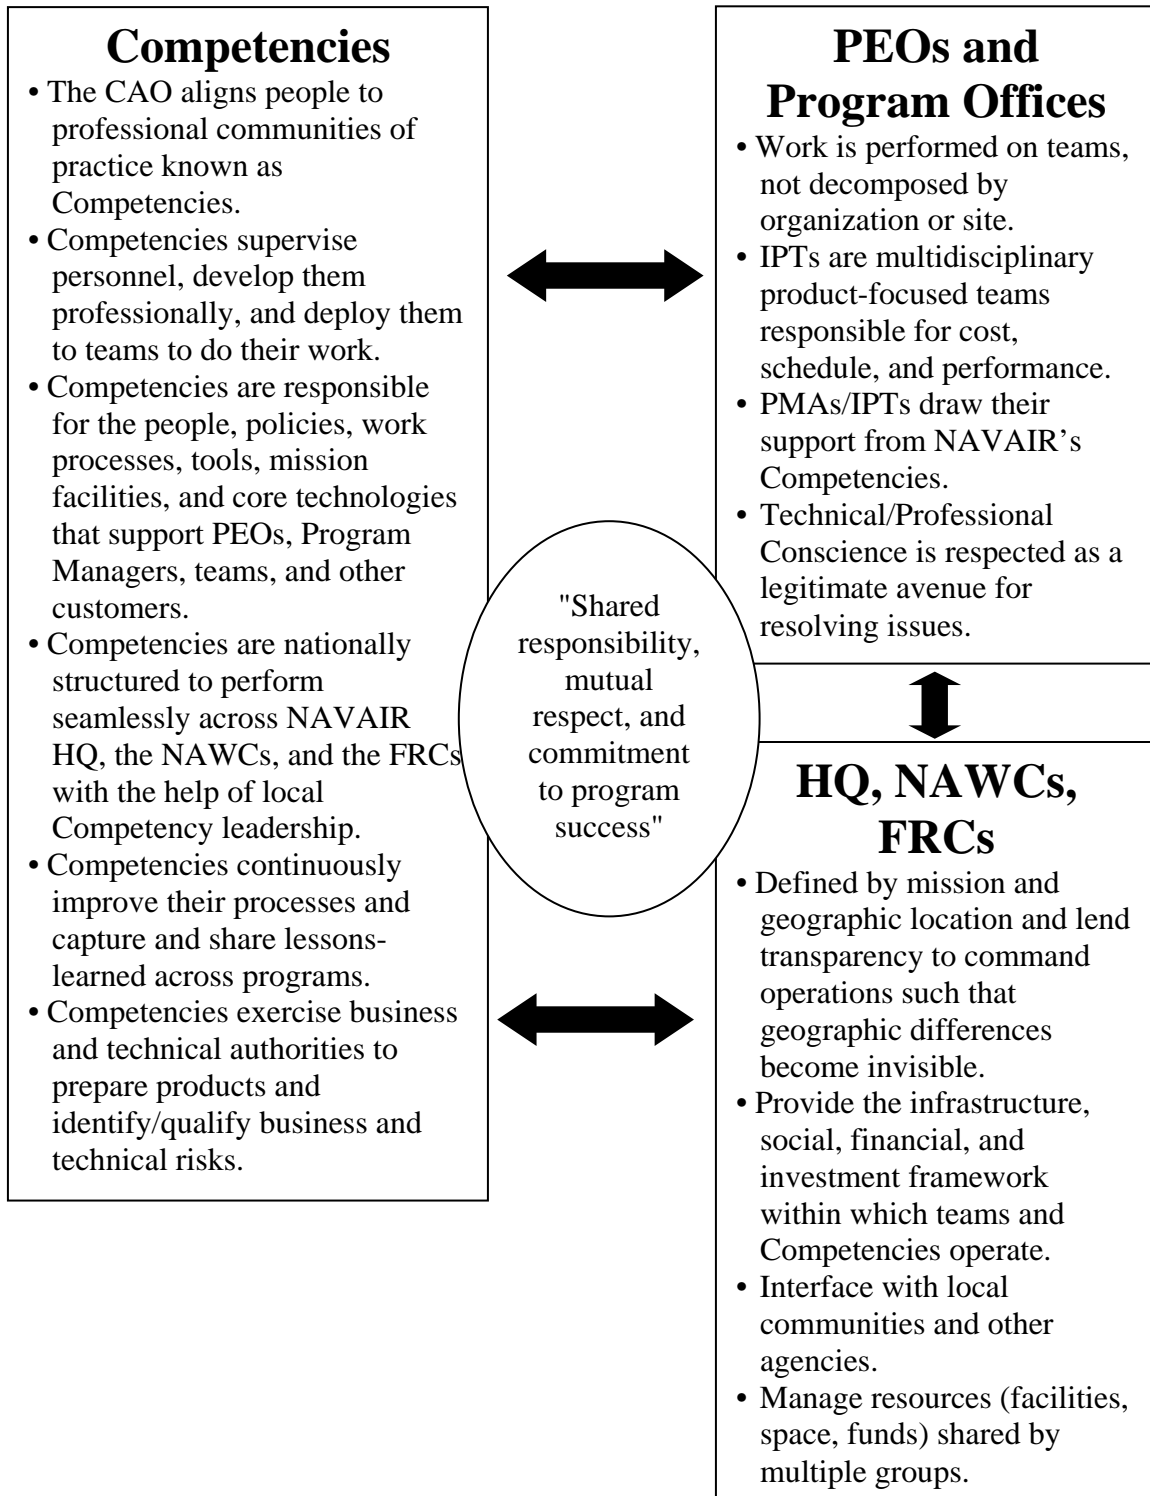 Competencies
• The CAO aligns people to
professional communities of
practice known as
Competencies.
• Competencies supervise
personnel, develop them
professionally, and deploy them
to teams to do their work.
• Competencies are responsible
for the people, policies, work
processes, tools, mission
facilities, and core technologies
that support PEOs, Program
Managers, teams, and other
customers.
• Competencies are nationally
structured to perform
seamlessly across NAVAIR
HQ, the NAWCs, and the FRCs
with the help of local
Competency leadership.
• Competencies continuously
improve their processes and
capture and share lessons-
learned across programs.
• Competencies exercise business
and technical authorities to
prepare products and
identify/qualify business and
technical risks.
"Shared
responsibility,
mutual
respect, and
commitment
to program
success"
PEOs and
Program Offices
• Work is performed on teams,
not decomposed by
organization or site.
• IPTs are multidisciplinary
product-focused teams
responsible for cost,
schedule, and performance.
• PMAs/IPTs draw their
support from NAVAIR’s
Competencies.
• Technical/Professional
Conscience is respected as a
legitimate avenue for
resolving issues.
HQ, NAWCs,
FRCs
• Defined by mission and
geographic location and lend
transparency to command
operations such that
geographic differences
become invisible.
• Provide the infrastructure,
social, financial, and
investment framework
within which teams and
Competencies operate.
• Interface with local
communities and other
agencies.
• Manage resources (facilities,
space, funds) shared by
multiple groups.